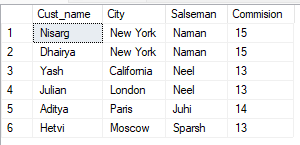 Cust_name City Salseman Commision
1 Nisarg New York Naman 15
2 Dhairya New York Naman 15
3 Yash California Neel 13
4 Julian London Neel 13
5 Aditya Paris Juhi 14
6 Hetvi Moscow Sparsh 13